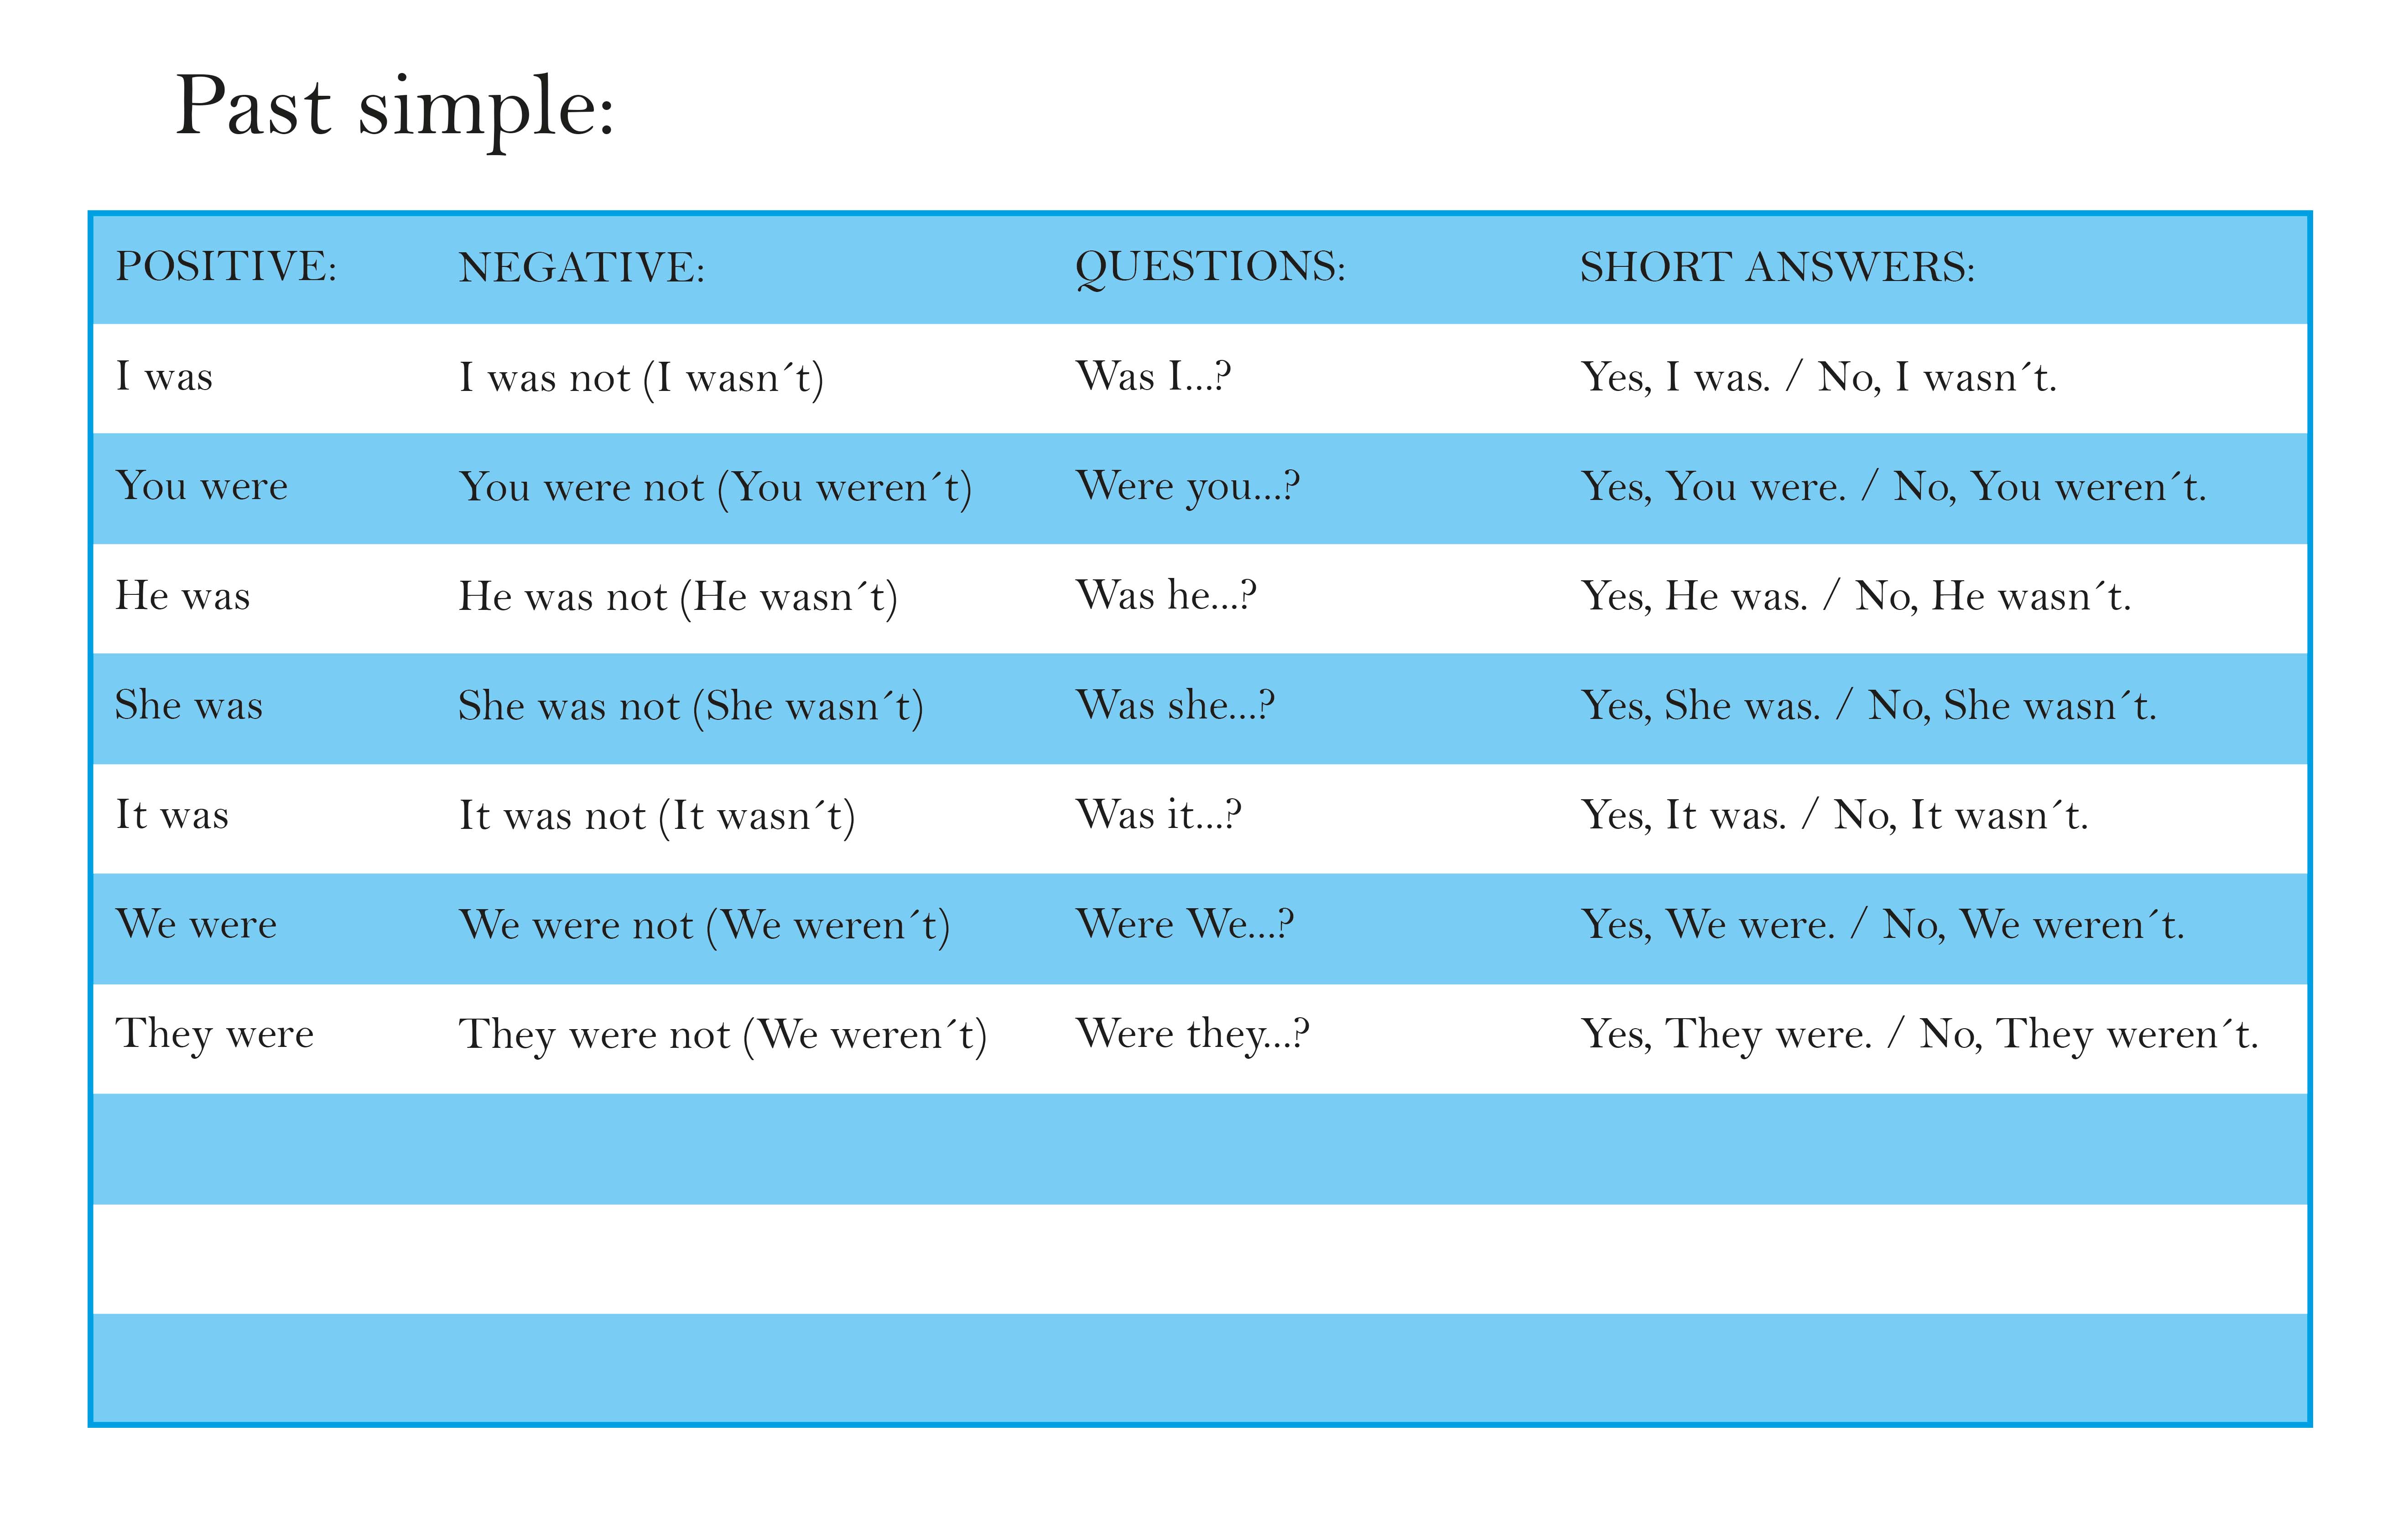 Past simple:
POSITIVE: NEGATIVE: QUESTIONS: SHORT ANSWERS:
I was I was not (I wasn´t) Was I...? Yes, I was. / No, I wasn´t.
You were You were not (You weren´t) Were you...? Yes, You were. / No, You weren´t.
He was He was not (He wasn´t) Was he...? Yes, He was. / No, He wasn´t.
She was She was not (She wasn´t) Was she...? Yes, She was. / No, She wasn´t.
It was It was not (It wasn´t) Was it...? Yes, It was. / No, It wasn´t.
We were We were not (We weren´t) Were We...? Yes, We were. / No, We weren´t.
They were They were not (We weren´t) Were they...? Yes, They were. / No, They weren´t.